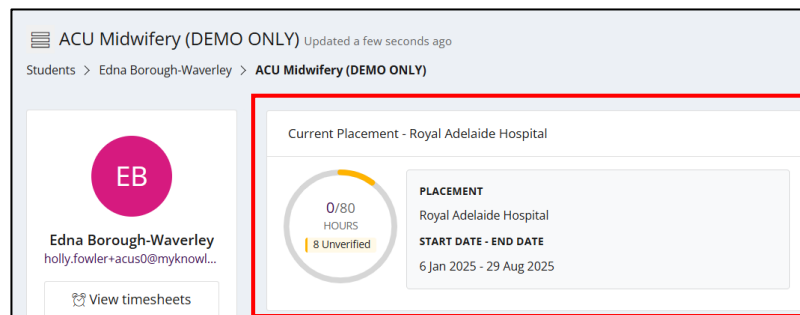 ACU Midwifery (DEMO ONLY) Updated a few seconds ago
Students > Edna Borough-Waverley > ACU Midwifery (DEMO ONLY)
EB
Edna Borough-Waverley
holly.fowler+acus0@myknowl...
View timesheets
Current Placement - Royal Adelaide Hospital
0/80
HOURS
8 Unverified
PLACEMENT
Royal Adelaide Hospital
START DATE - END DATE
6 Jan 2025 - 29 Aug 2025